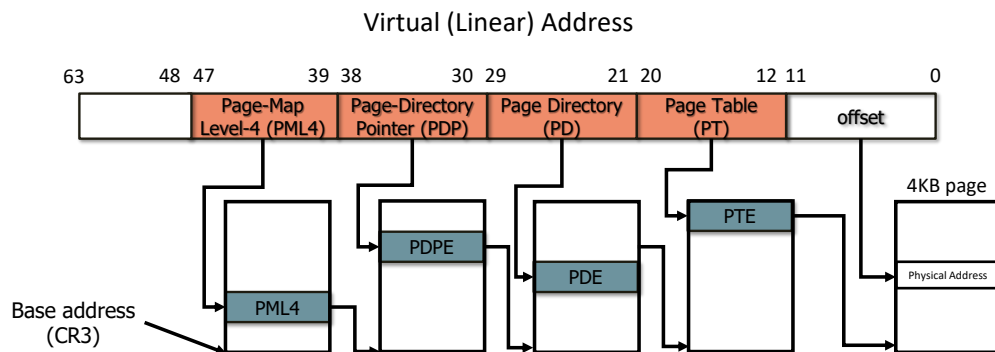 Virtual (Linear) Address
63 48 47 39 38 30 29 21 20 12 11 0
Page-Map
Level-4 (PML4)
Page-Directory
Pointer (PDP)
Page Directory
(PD)
Page Table
(PT)
offset
4KB page
PTE
PDPE
PDE
Physical Address
PML4
Base address
(CR3)